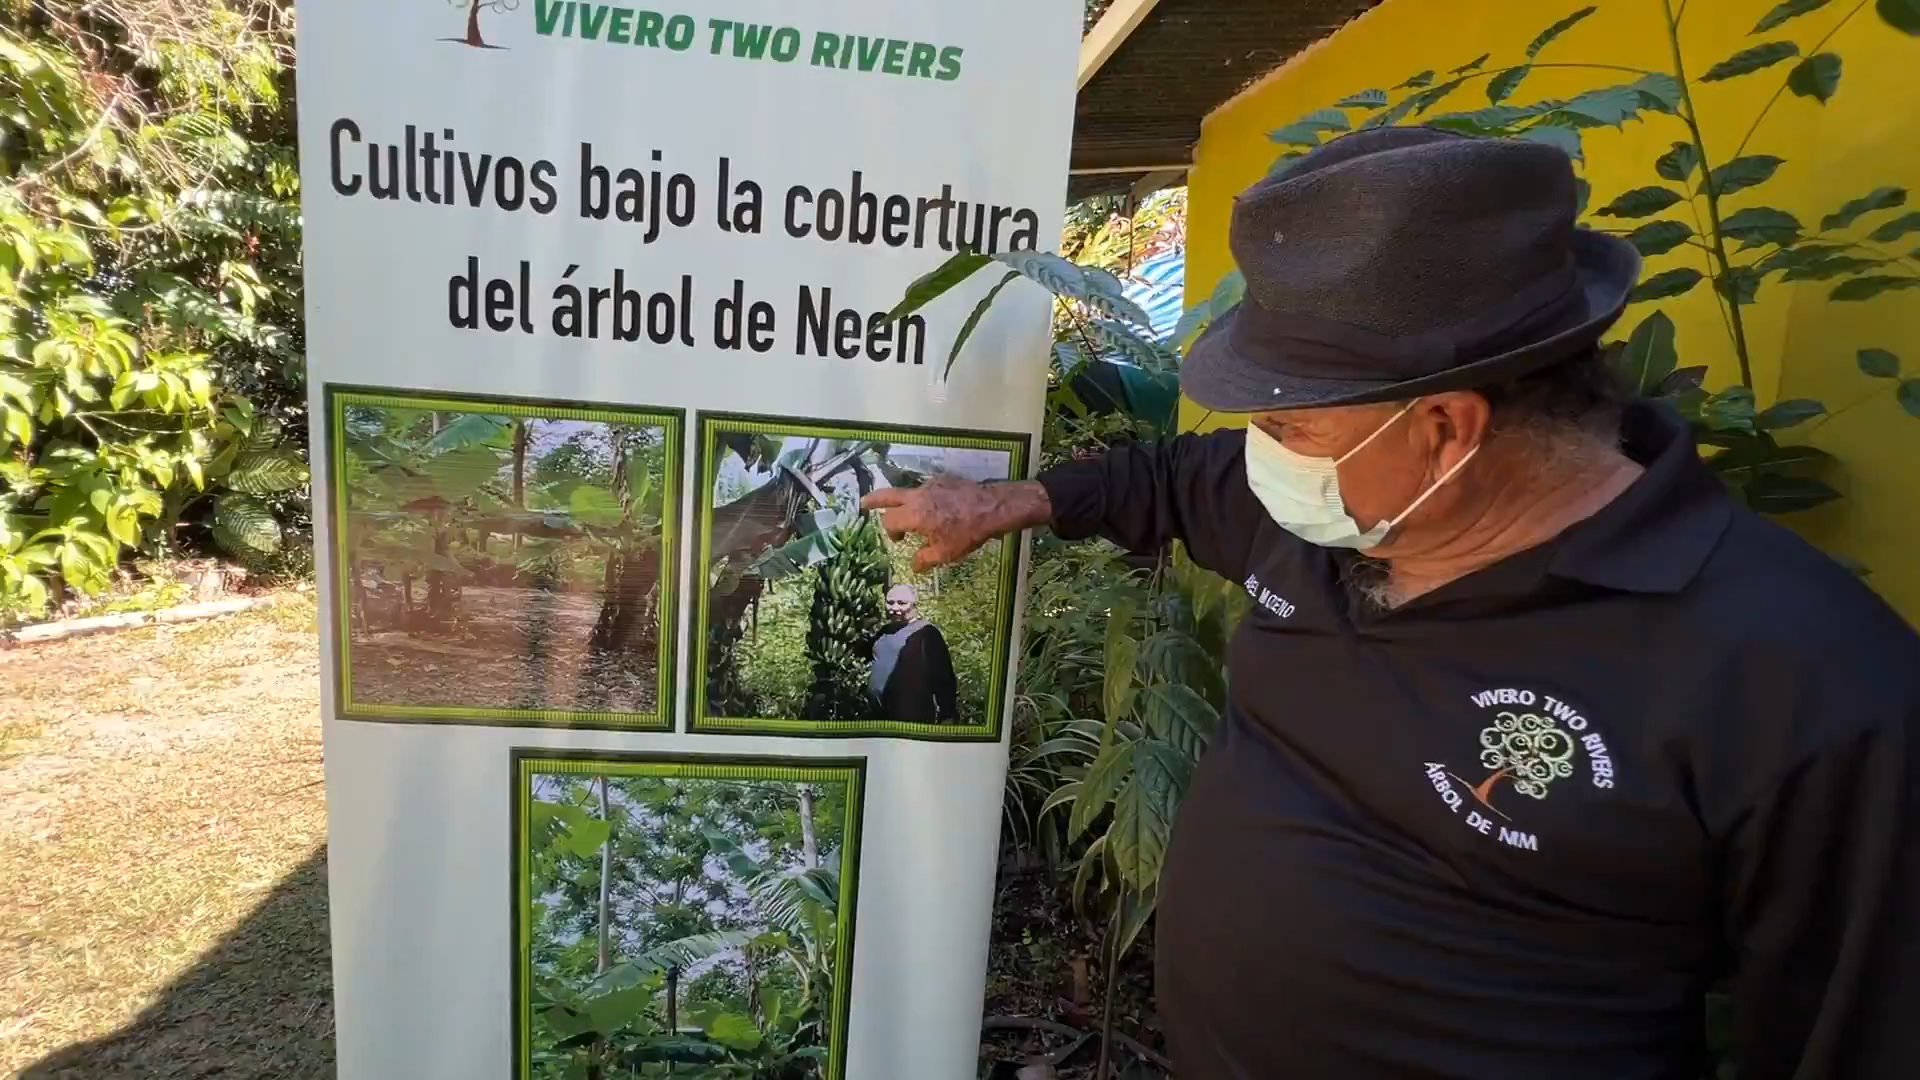 VIVERO TWO RIVERS
Cultivos bajo la cobertura
del árbol de Neen
VIVERO TWO RIVERS
ÁRBOL DE NIM